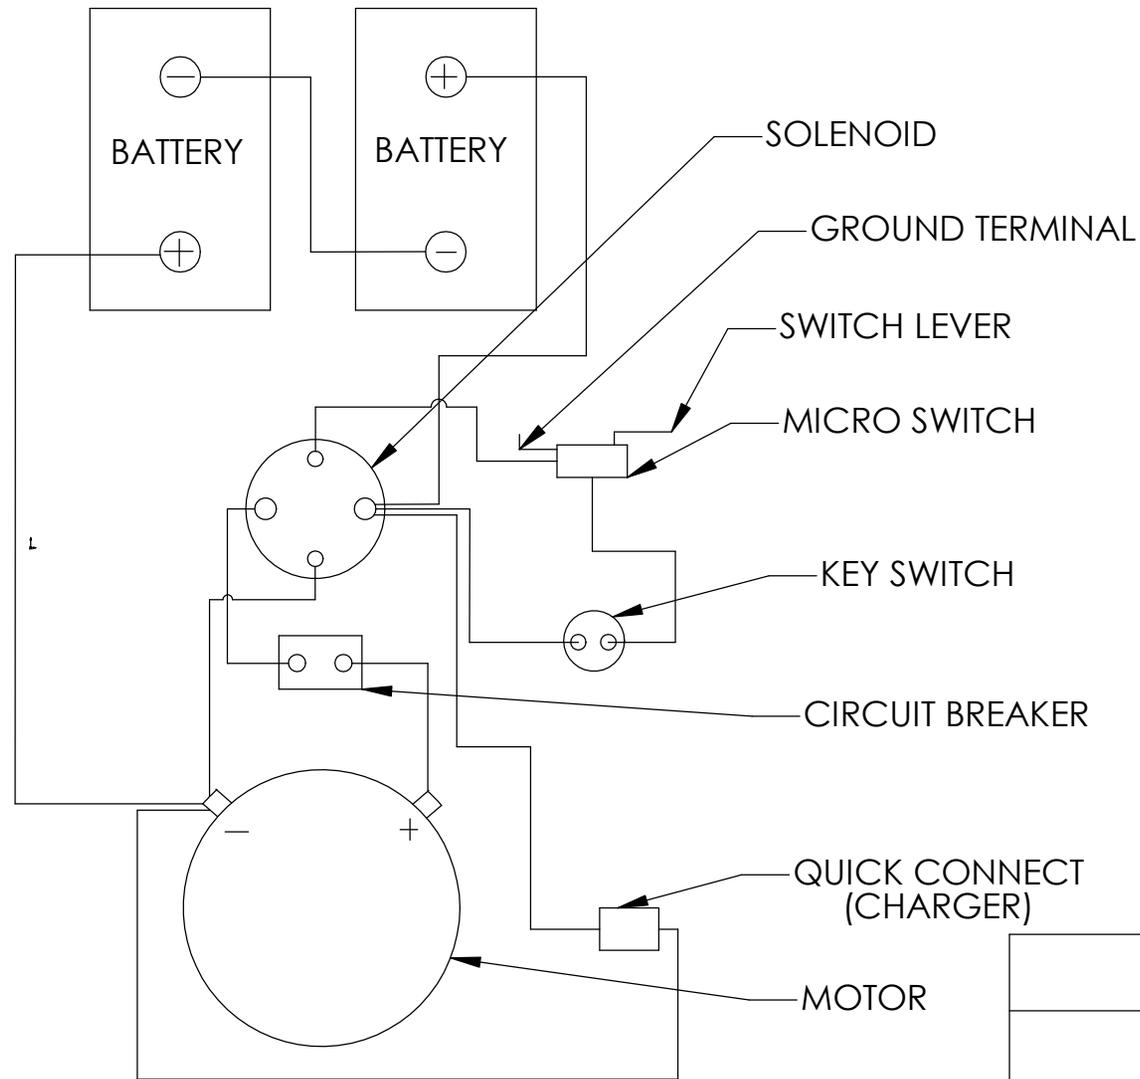 BATTERY
BATTERY
SOLENOID
GROUND TERMINAL
SWITCH LEVER
MICRO SWITCH
KEY SWITCH
CIRCUIT BREAKER
— +
QUICK CONNECT
(CHARGER)
MOTOR